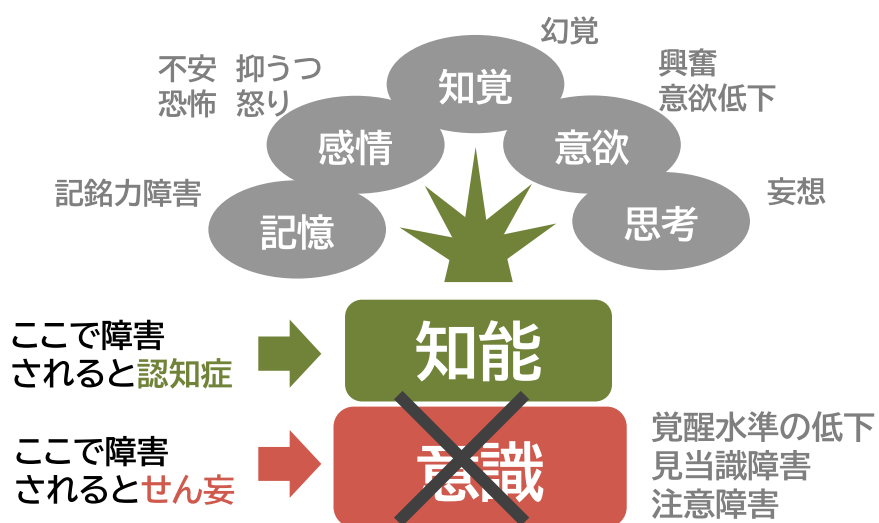 幻覚
不安 抑うつ
恐怖 怒り
知覚
興奮
意欲低下
感情
意欲
記銘力障害
記憶
思考
妄想
ここで障害
されると認知症
知能
ここで障害
されるとせん妄
意識
覚醒水準の低下
見当識障害
注意障害